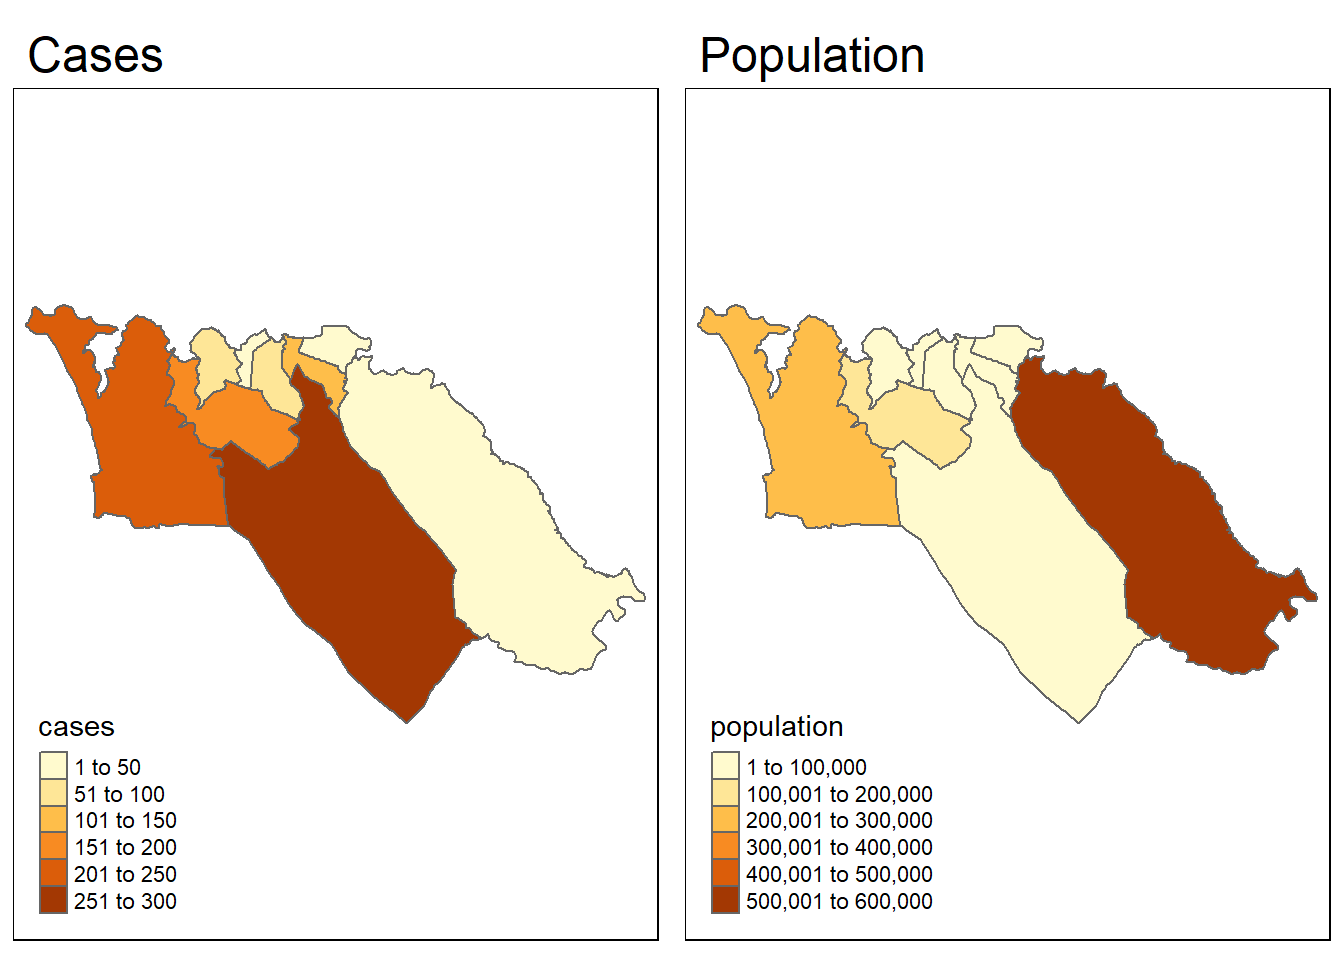 Cases
Population
cases
1 to 50
51 to 100
101 to 150
151 to 200
201 to 250
251 to 300
population
1 to 100,000
100,001 to 200,000
200,001 to 300,000
300,001 to 400,000
400,001 to 500,000
500,001 to 600,000